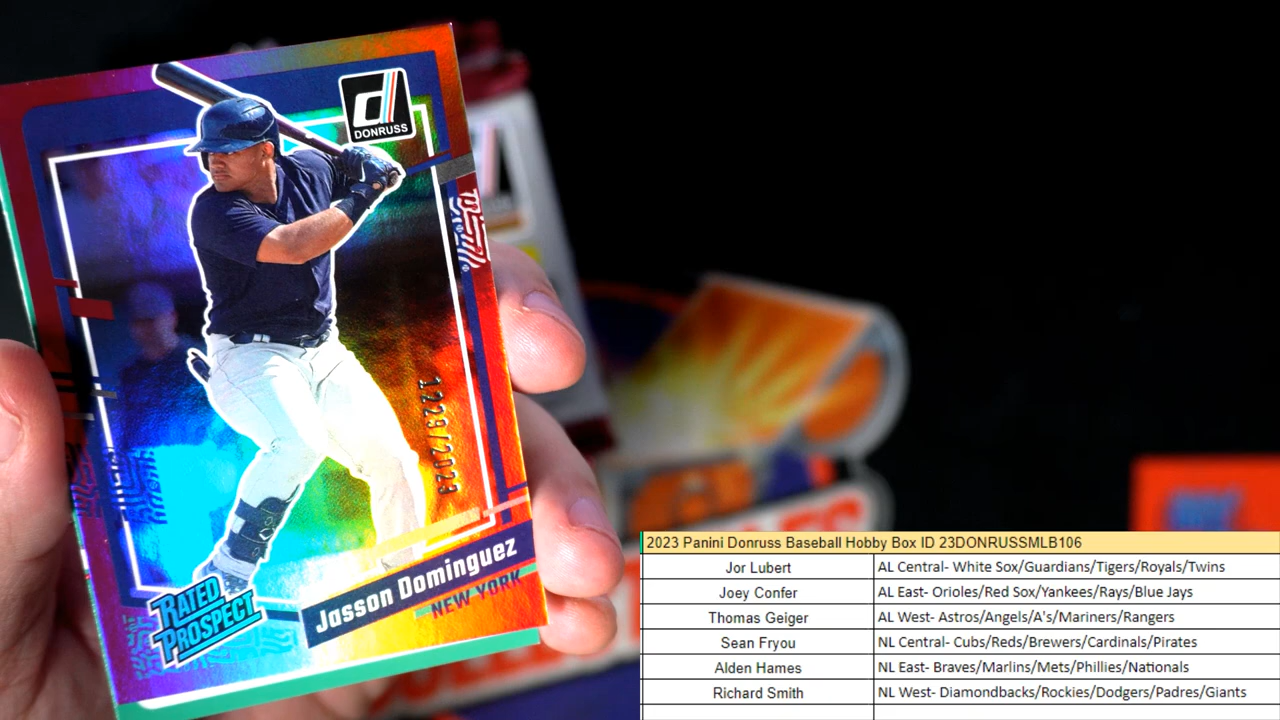 DONRUSS
1229/2023
RATED
PROSPECT
Jasson Dominguez
NEW YORK
2023 Panini Donruss Baseball Hobby Box ID 23DONRUSSMLB106
Jor Lubert AL Central- White Sox/Guardians/Tigers/Royals/Twins
Joey Confer AL East- Orioles/Red Sox/Yankees/Rays/Blue Jays
Thomas Geiger AL West- Astros/Angels/A's/Mariners/Rangers
Sean Fryou NL Central- Cubs/Reds/Brewers/Cardinals/Pirates
Alden Hames NL East- Braves/Marlins/Mets/Phillies/Nationals
Richard Smith NL West- Diamondbacks/Rockies/Dodgers/Padres/Giants